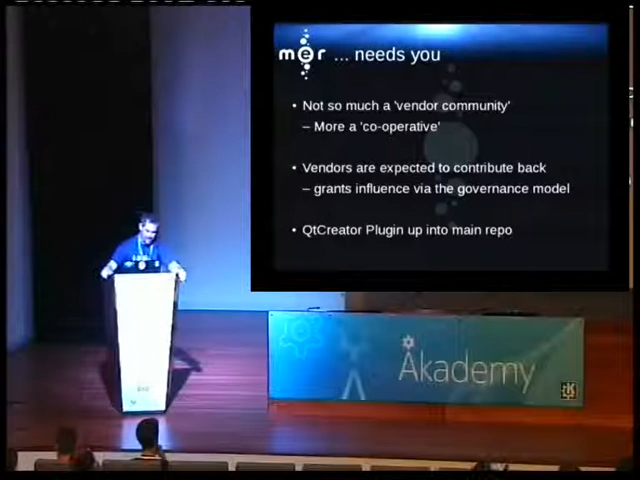 mer ... needs you
• Not so much a 'vendor community'
– More a 'co-operative'
• Vendors are expected to contribute back
– grants influence via the governance model
• QtCreator Plugin up into main repo
Akademy